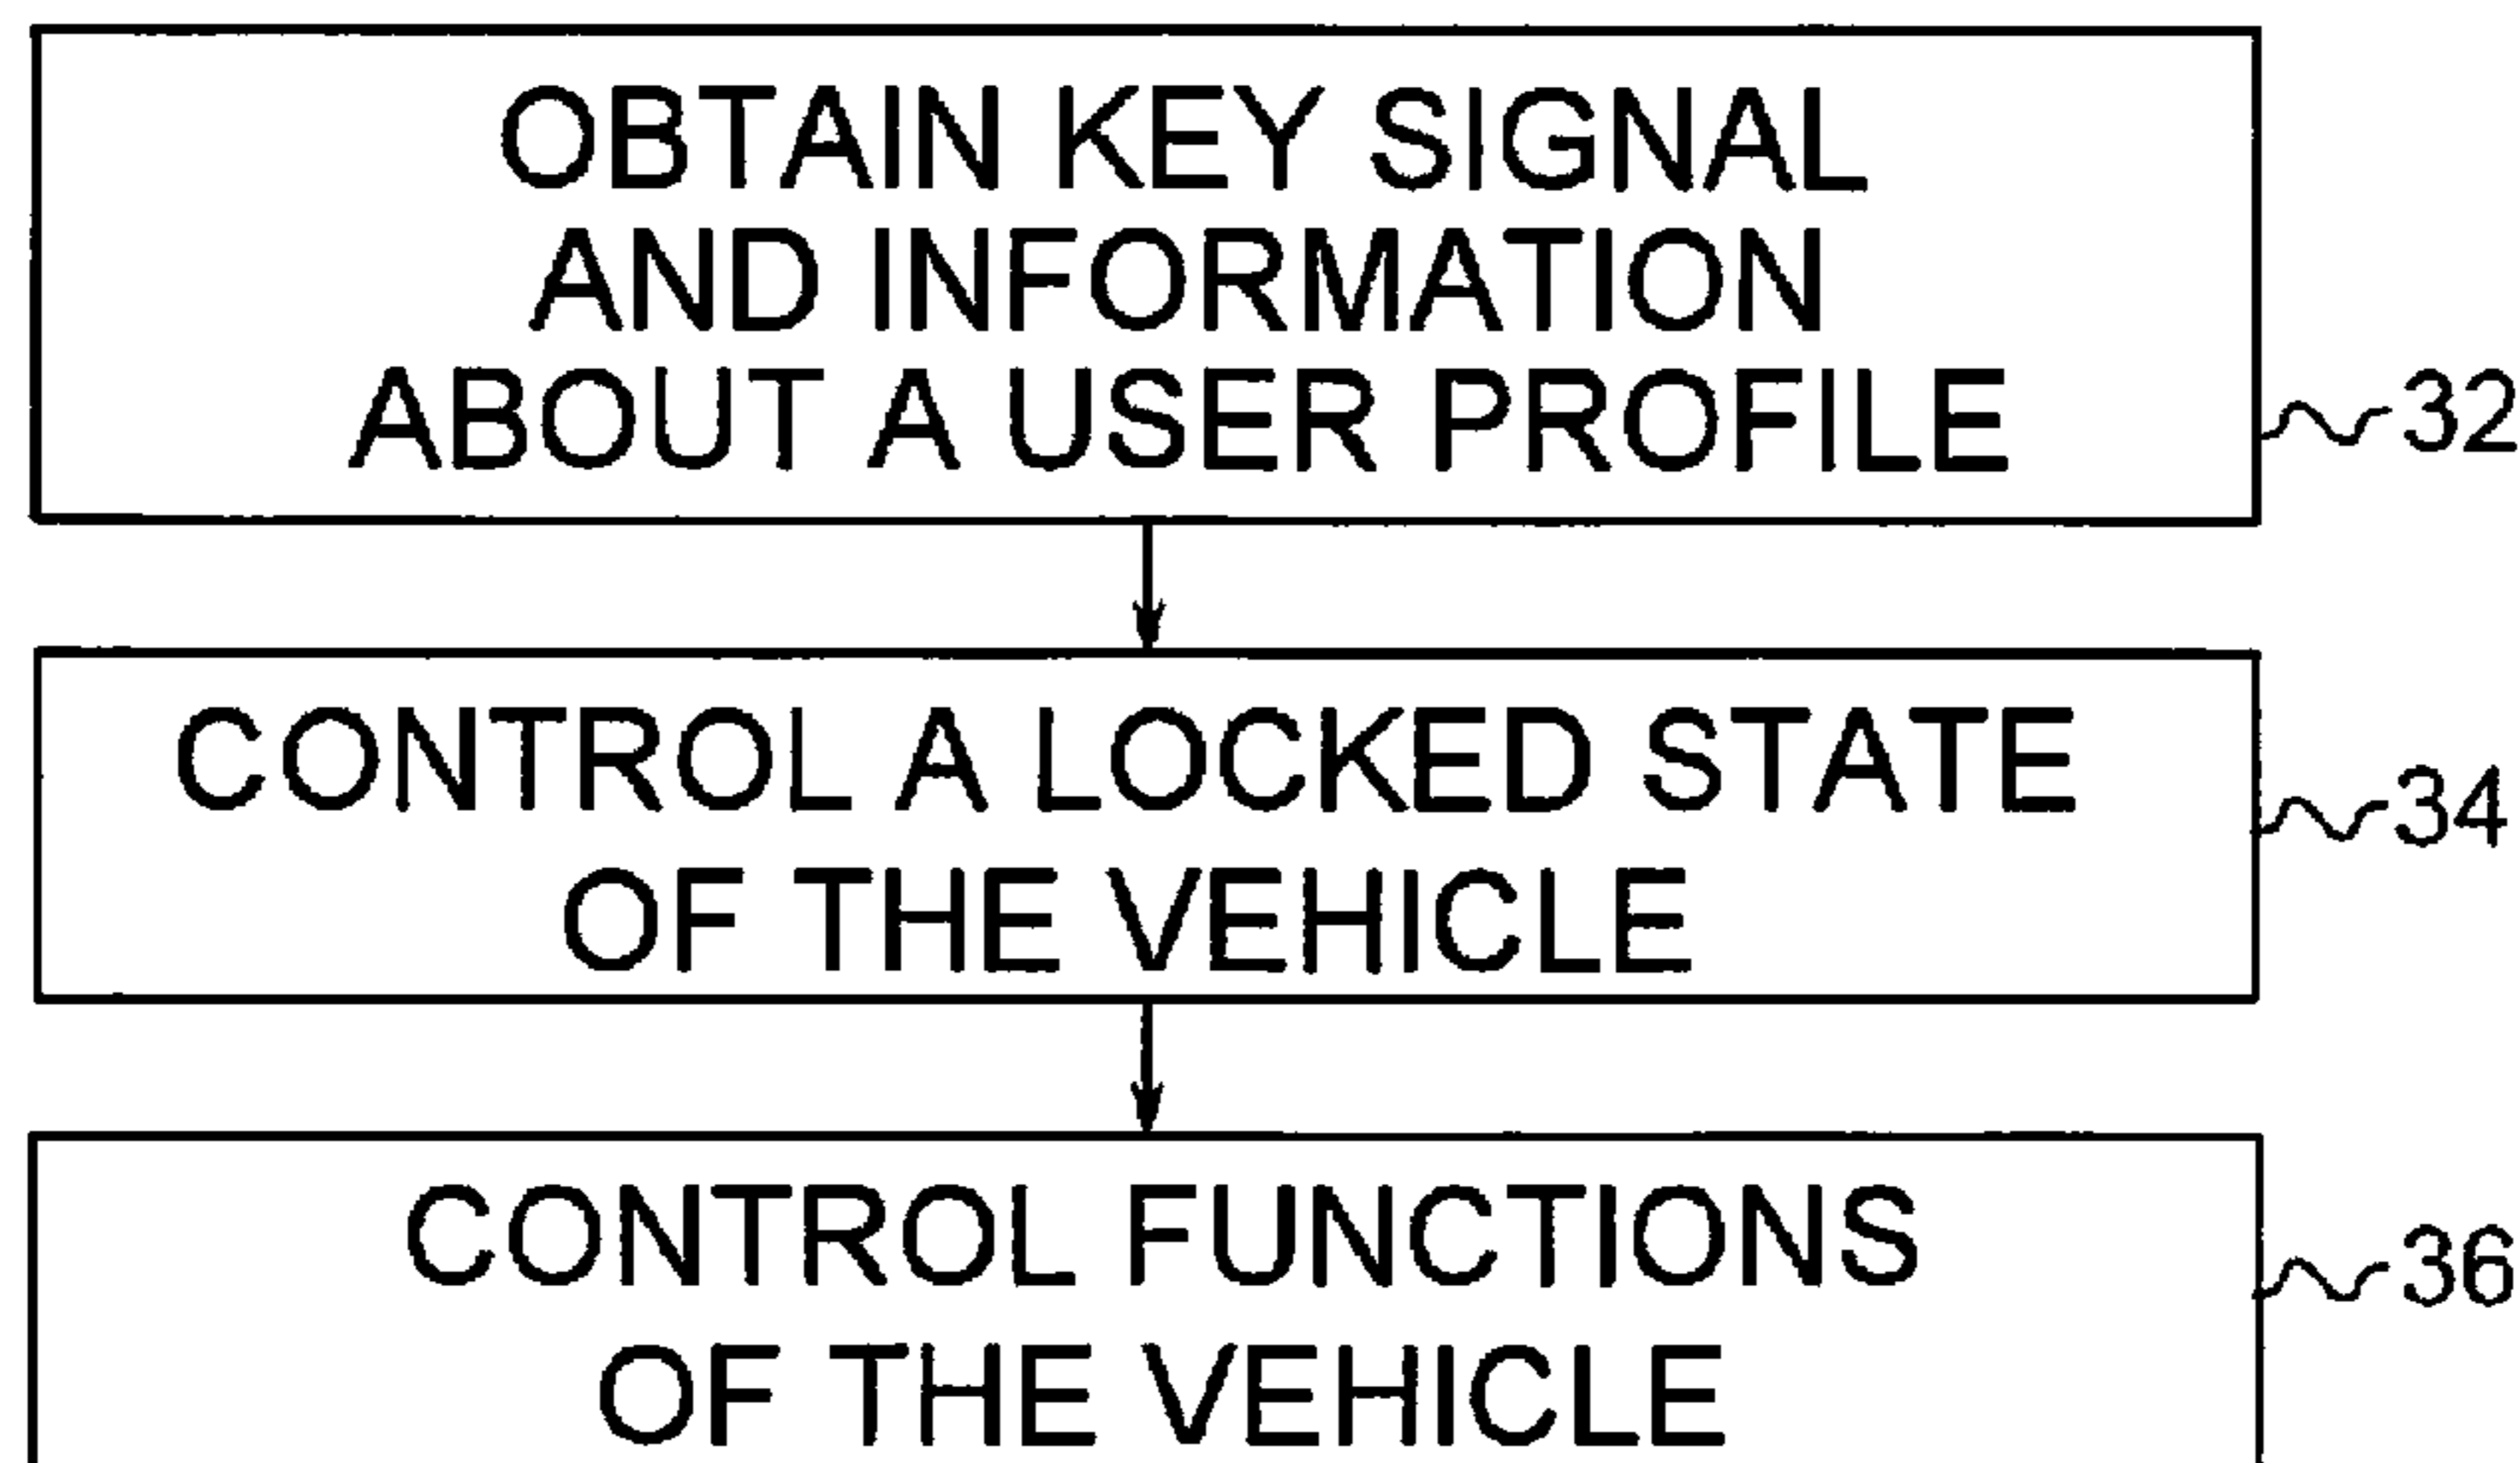 OBTAIN KEY SIGNAL
AND INFORMATION
ABOUT A USER PROFILE
32
CONTROL A LOCKED STATE
OF THE VEHICLE
34
CONTROL FUNCTIONS
OF THE VEHICLE
36